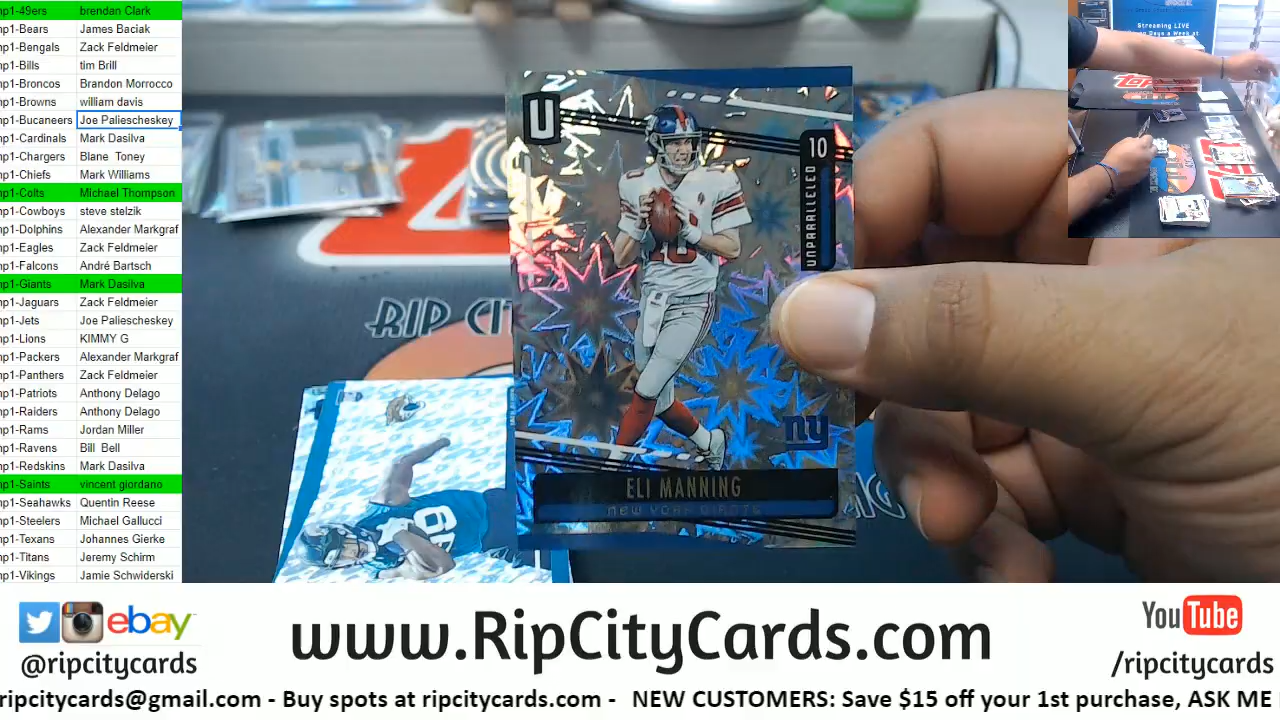 np1-49ers brendan Clark
np1-Bears James Baciak
np1-Bengals Zack Feldmeier
np1-Bills tim Brill
np1-Broncos Brandon Morrocco
np1-Browns william davis
np1-Bucaneers Joe Paliescheskey
np1-Cardinals Mark Dasilva
np1-Chargers Blane Toney
np1-Chiefs Mark Williams
np1-Colts Michael Thompson
np1-Cowboys steve stelzik
np1-Dolphins Alexander Markgraf
np1-Eagles Zack Feldmeier
np1-Falcons André Bartsch
np1-Giants Mark Dasilva
np1-Jaguars Zack Feldmeier
np1-Jets Joe Paliescheskey
np1-Lions KIMMY G
np1-Packers Alexander Markgraf
np1-Panthers Zack Feldmeier
np1-Patriots Anthony Delago
np1-Raiders Anthony Delago
np1-Rams Jordan Miller
np1-Ravens Bill Bell
np1-Redskins Mark Dasilva
np1-Saints vincent giordano
np1-Seahawks Quentin Reese
np1-Steelers Michael Gallucci
np1-Texans Johannes Gierke
np1-Titans Jeremy Schirm
np1-Vikings Jamie Schwiderski
U
10
UNPARALLELED
10
ny
ELI MANNING
NEW YORK GIANTS
RIP CI
Streaming LIVE
Days a Week at
ebay
@ripcitycards
www.RipCityCards.com
YouTube
/ripcitycards
ripcitycards@gmail.com - Buy spots at ripcitycards.com - NEW CUSTOMERS: Save $15 off your 1st purchase, ASK ME